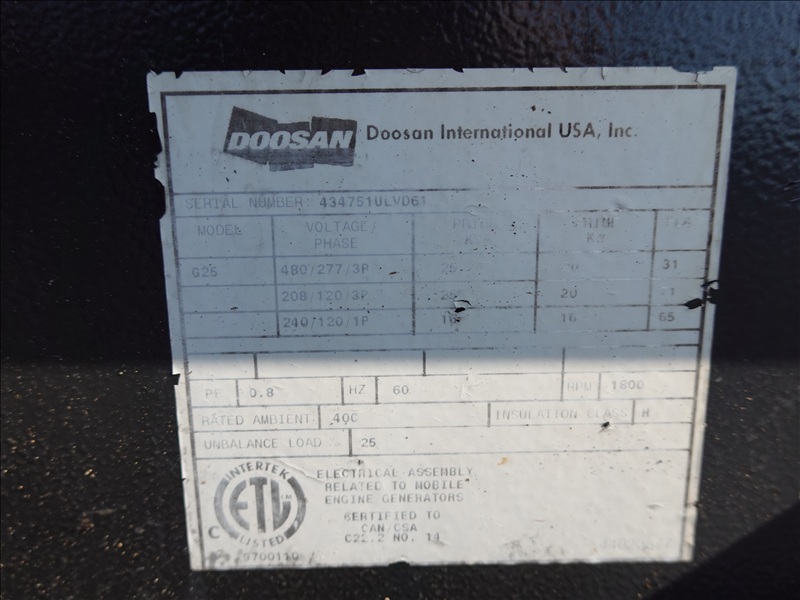 DOOSAN Doosan International USA, Inc.
SERIAL NUMBER: 434751ULVD61
MODEL VOLTAGE/ PHASE
G25 480/277/3P 31
208/120/3P 20
240/120/1P 16 65
PF 0.8 HZ 60 RPM 1800
RATED AMBIENT 40C INSULATION CLASS H
UNBALANCE LOAD 25
INTERTEK
ETL
LISTED
C
9700110
ELECTRICAL ASSEMBLY
RELATED TO MOBILE
ENGINE GENERATORS
CERTIFIED TO
CAN/CSA
C22.2 NO. 14